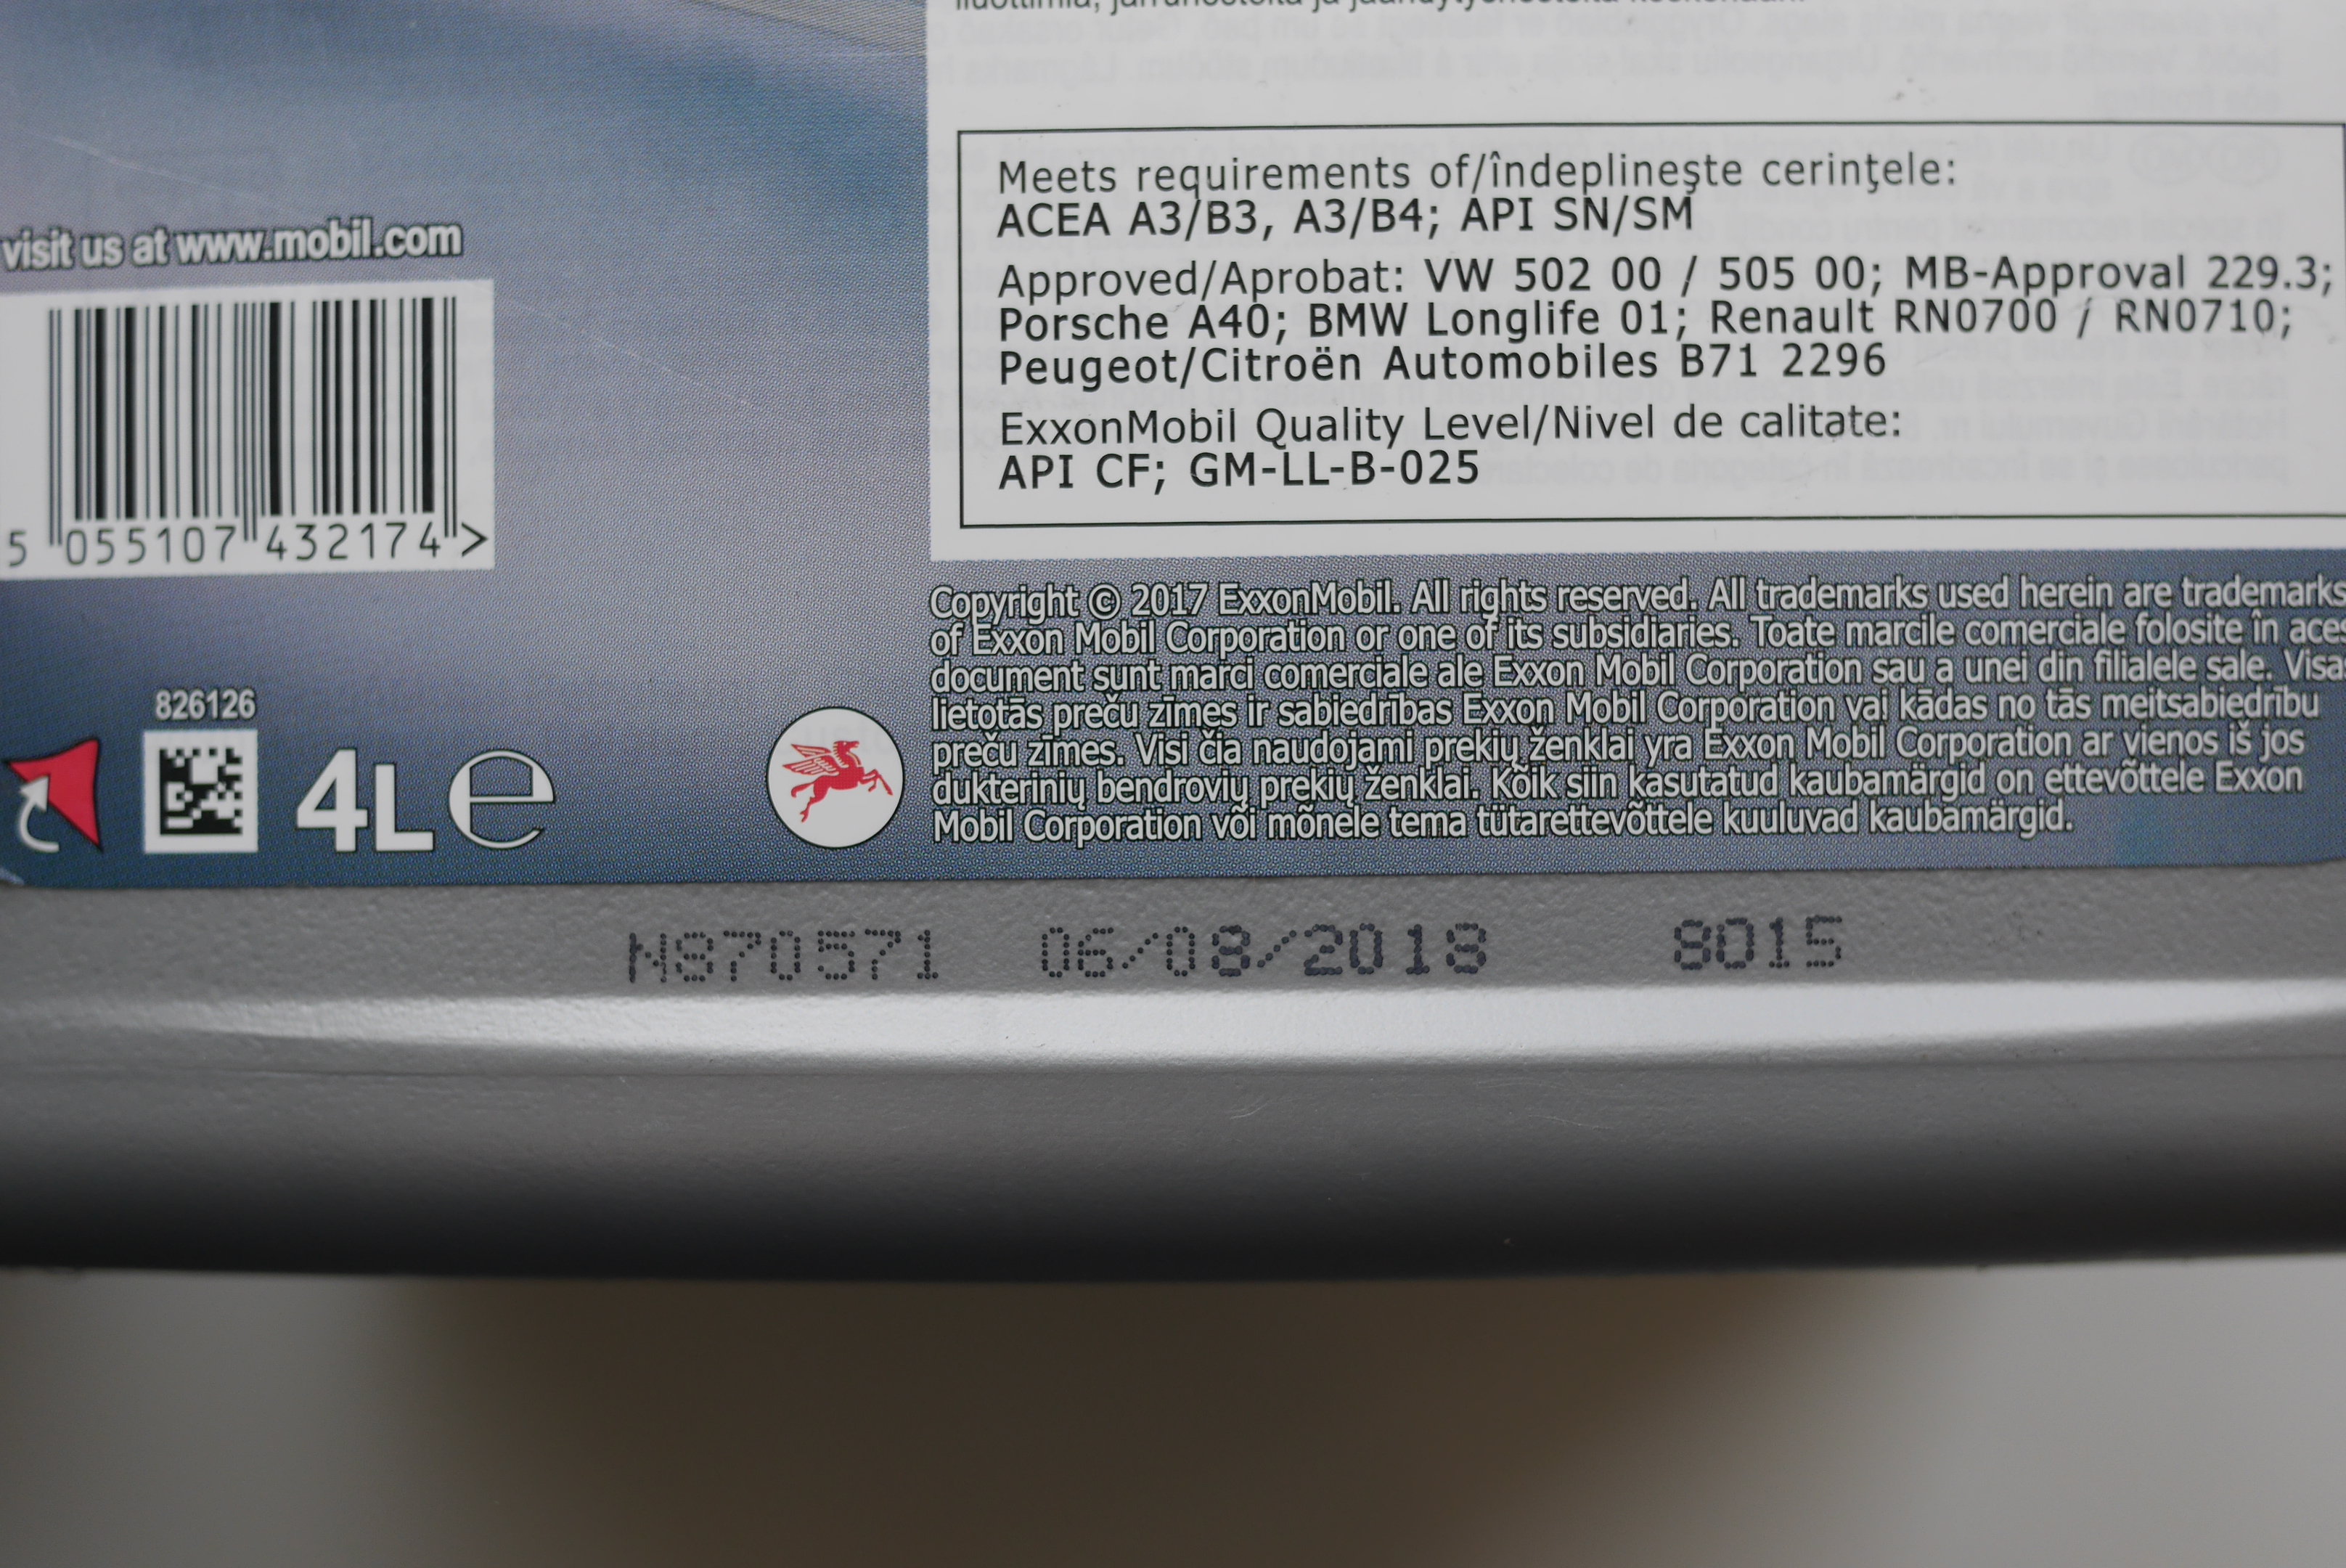 Meets requirements of/îndeplineşte cerinţele:
ACEA A3/B3, A3/B4; API SN/SM
Approved/Aprobat: VW 502 00 / 505 00; MB-Approval 229.3;
Porsche A40; BMW Longlife 01; Renault RN0700 / RN0710;
Peugeot/Citroën Automobiles B71 2296
ExxonMobil Quality Level/Nivel de calitate:
API CF; GM-LL-B-025
visit us at www.mobil.com
5 055107 432174 >
Copyright © 2017 ExxonMobil. All rights reserved. All trademarks used herein are trademarks
of Exxon Mobil Corporation or one of its subsidiaries. Toate marcile comerciale folosite în aces
document sunt marci comerciale ale Exxon Mobil Corporation sau a unei din filialele sale. Visas
lietotās preču zīmes ir sabiedrības Exxon Mobil Corporation vai kādas no tās meitsabiedrību
preču zīmes. Visi čia naudojami prekių ženklai yra Exxon Mobil Corporation ar vienos iš jos
dukterinių bendrovių prekių ženklai. Kõik siin kasutatud kaubamärgid on ettevõttele Exxon
Mobil Corporation või mõnele tema tütarettevõttele kuuluvad kaubamärgid.
826126
4L e
N870571 06/08/2018 8015